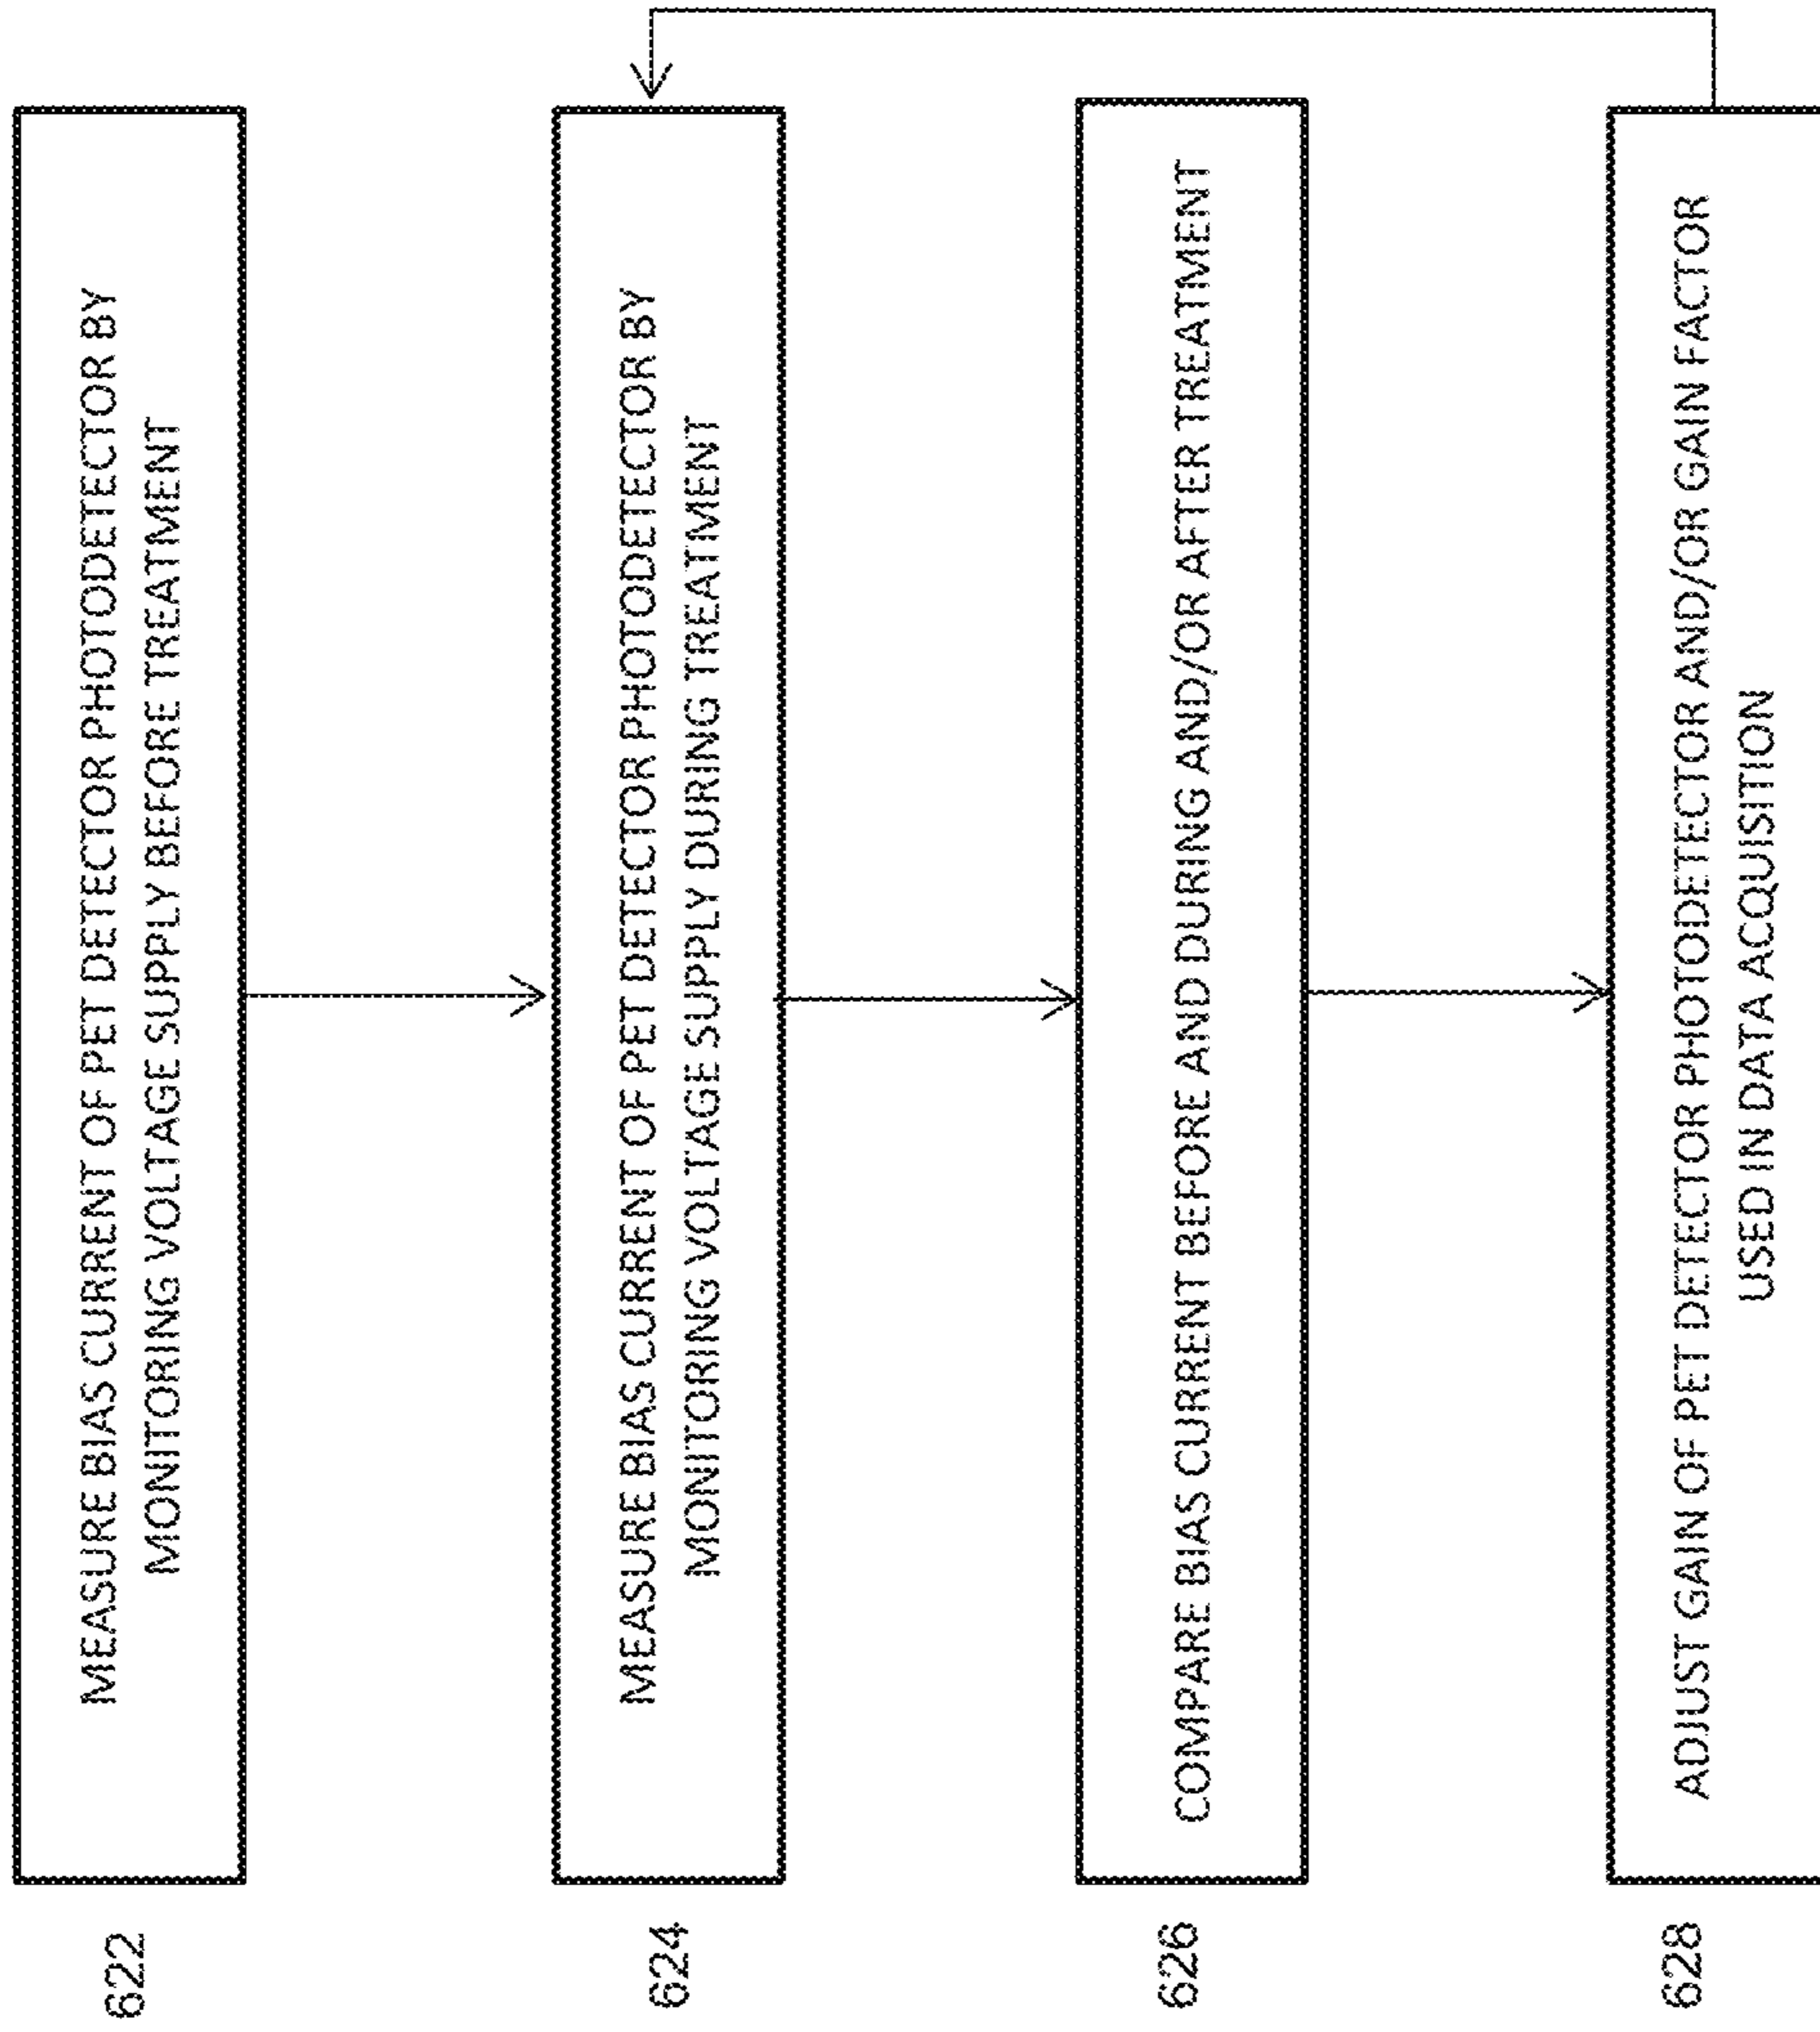 622
MEASURE BIAS CURRENT OF PET DETECTOR PHOTODETECTOR BY
MONITORING VOLTAGE SUPPLY BEFORE TREATMENT
624
MEASURE BIAS CURRENT OF PET DETECTOR PHOTODETECTOR BY
MONITORING VOLTAGE SUPPLY DURING TREATMENT
626
COMPARE BIAS CURRENT BEFORE AND DURING AND/OR AFTER TREATMENT
628
ADJUST GAIN OF PET DETECTOR PHOTODETECTOR AND/OR GAIN FACTOR
USED IN DATA ACQUISITION